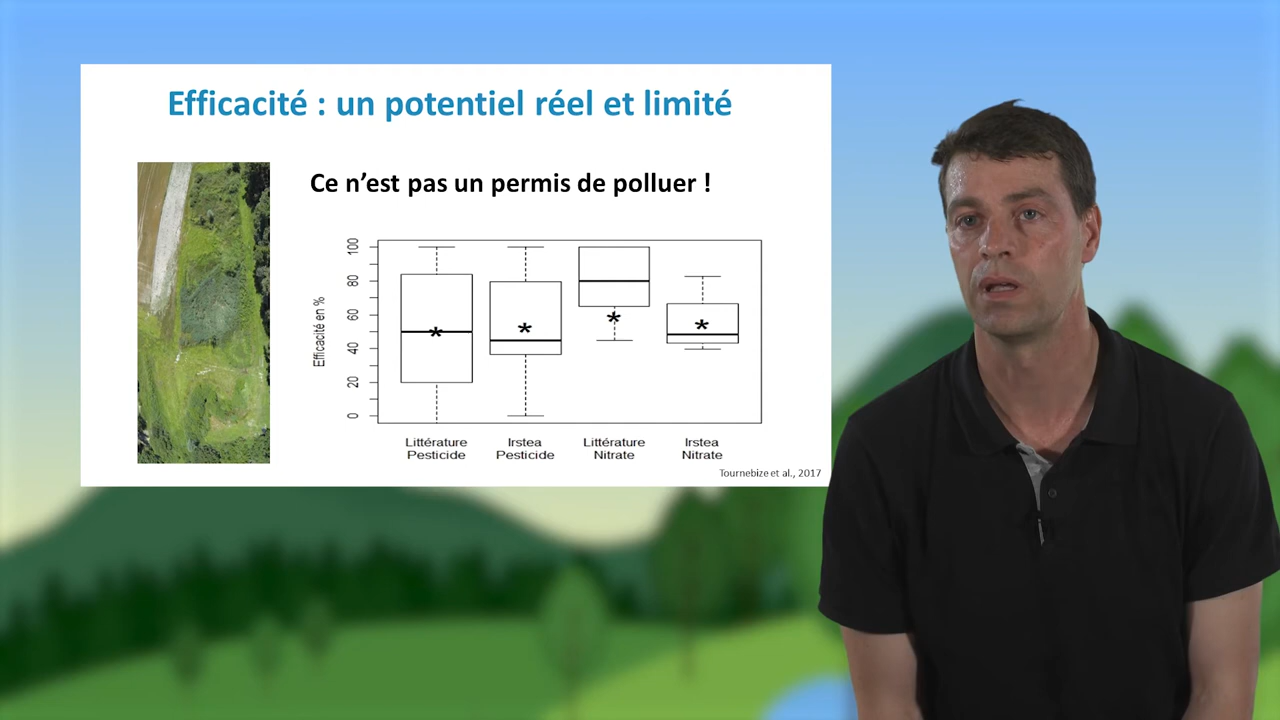 Efficacité : un potentiel réel et limité
Ce n’est pas un permis de polluer !
Efficacité en %
100
80
60
40
20
0
Littérature
Pesticide
Irstea
Pesticide
Littérature
Nitrate
Irstea
Nitrate
Tournebize et al., 2017